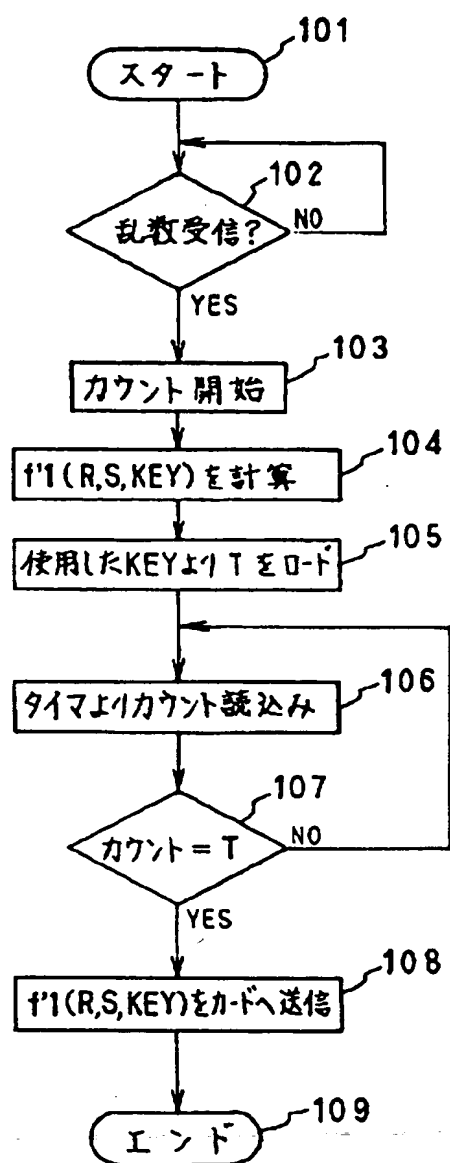 101
スタート
102
乱数受信?
NO
YES
103
カウント開始
104
f'1(R,S,KEY)を計算
105
使用したKEYよりTをロード
106
タイマよりカウント読込み
107
カウント=T
NO
YES
108
f'1(R,S,KEY)をカードへ送信
109
エンド